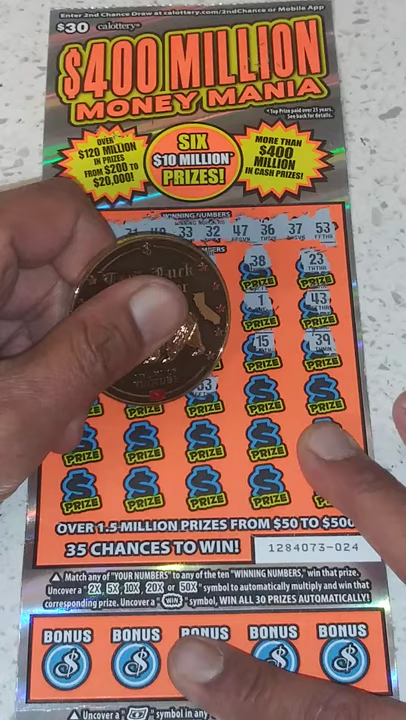 Enter 2nd Chance Draw at calottery.com/2ndChance or Mobile App
$30 calottery
$400 MILLION
MONEY MANIA
*Top Prize paid over 25 years.
See back for details.
OVER
$120 MILLION
IN PRIZES
FROM $200 TO
$20,000!
SIX
$10 MILLION*
PRIZES!
MORE THAN
$400
MILLION
IN CASH PRIZES!
WINNING NUMBERS
33 32 47 36 37 53
38 23
PRIZE PRIZE
1 43
PRIZE PRIZE
15 39
PRIZE PRIZE
PRIZE PRIZE PRIZE
PRIZE PRIZE PRIZE PRIZE
PRIZE PRIZE PRIZE PRIZE
OVER 1.5 MILLION PRIZES FROM $50 TO $500
35 CHANCES TO WIN! 1284073-024
▲ Match any of "YOUR NUMBERS" to any of the ten "WINNING NUMBERS," win that prize.
Uncover a 2X, 5X, 10X, 20X or 50X symbol to automatically multiply and win that
corresponding prize. Uncover a "WIN" symbol, WIN ALL 30 PRIZES AUTOMATICALLY!
BONUS BONUS BONUS BONUS BONUS
▲ Uncover a symbol in any